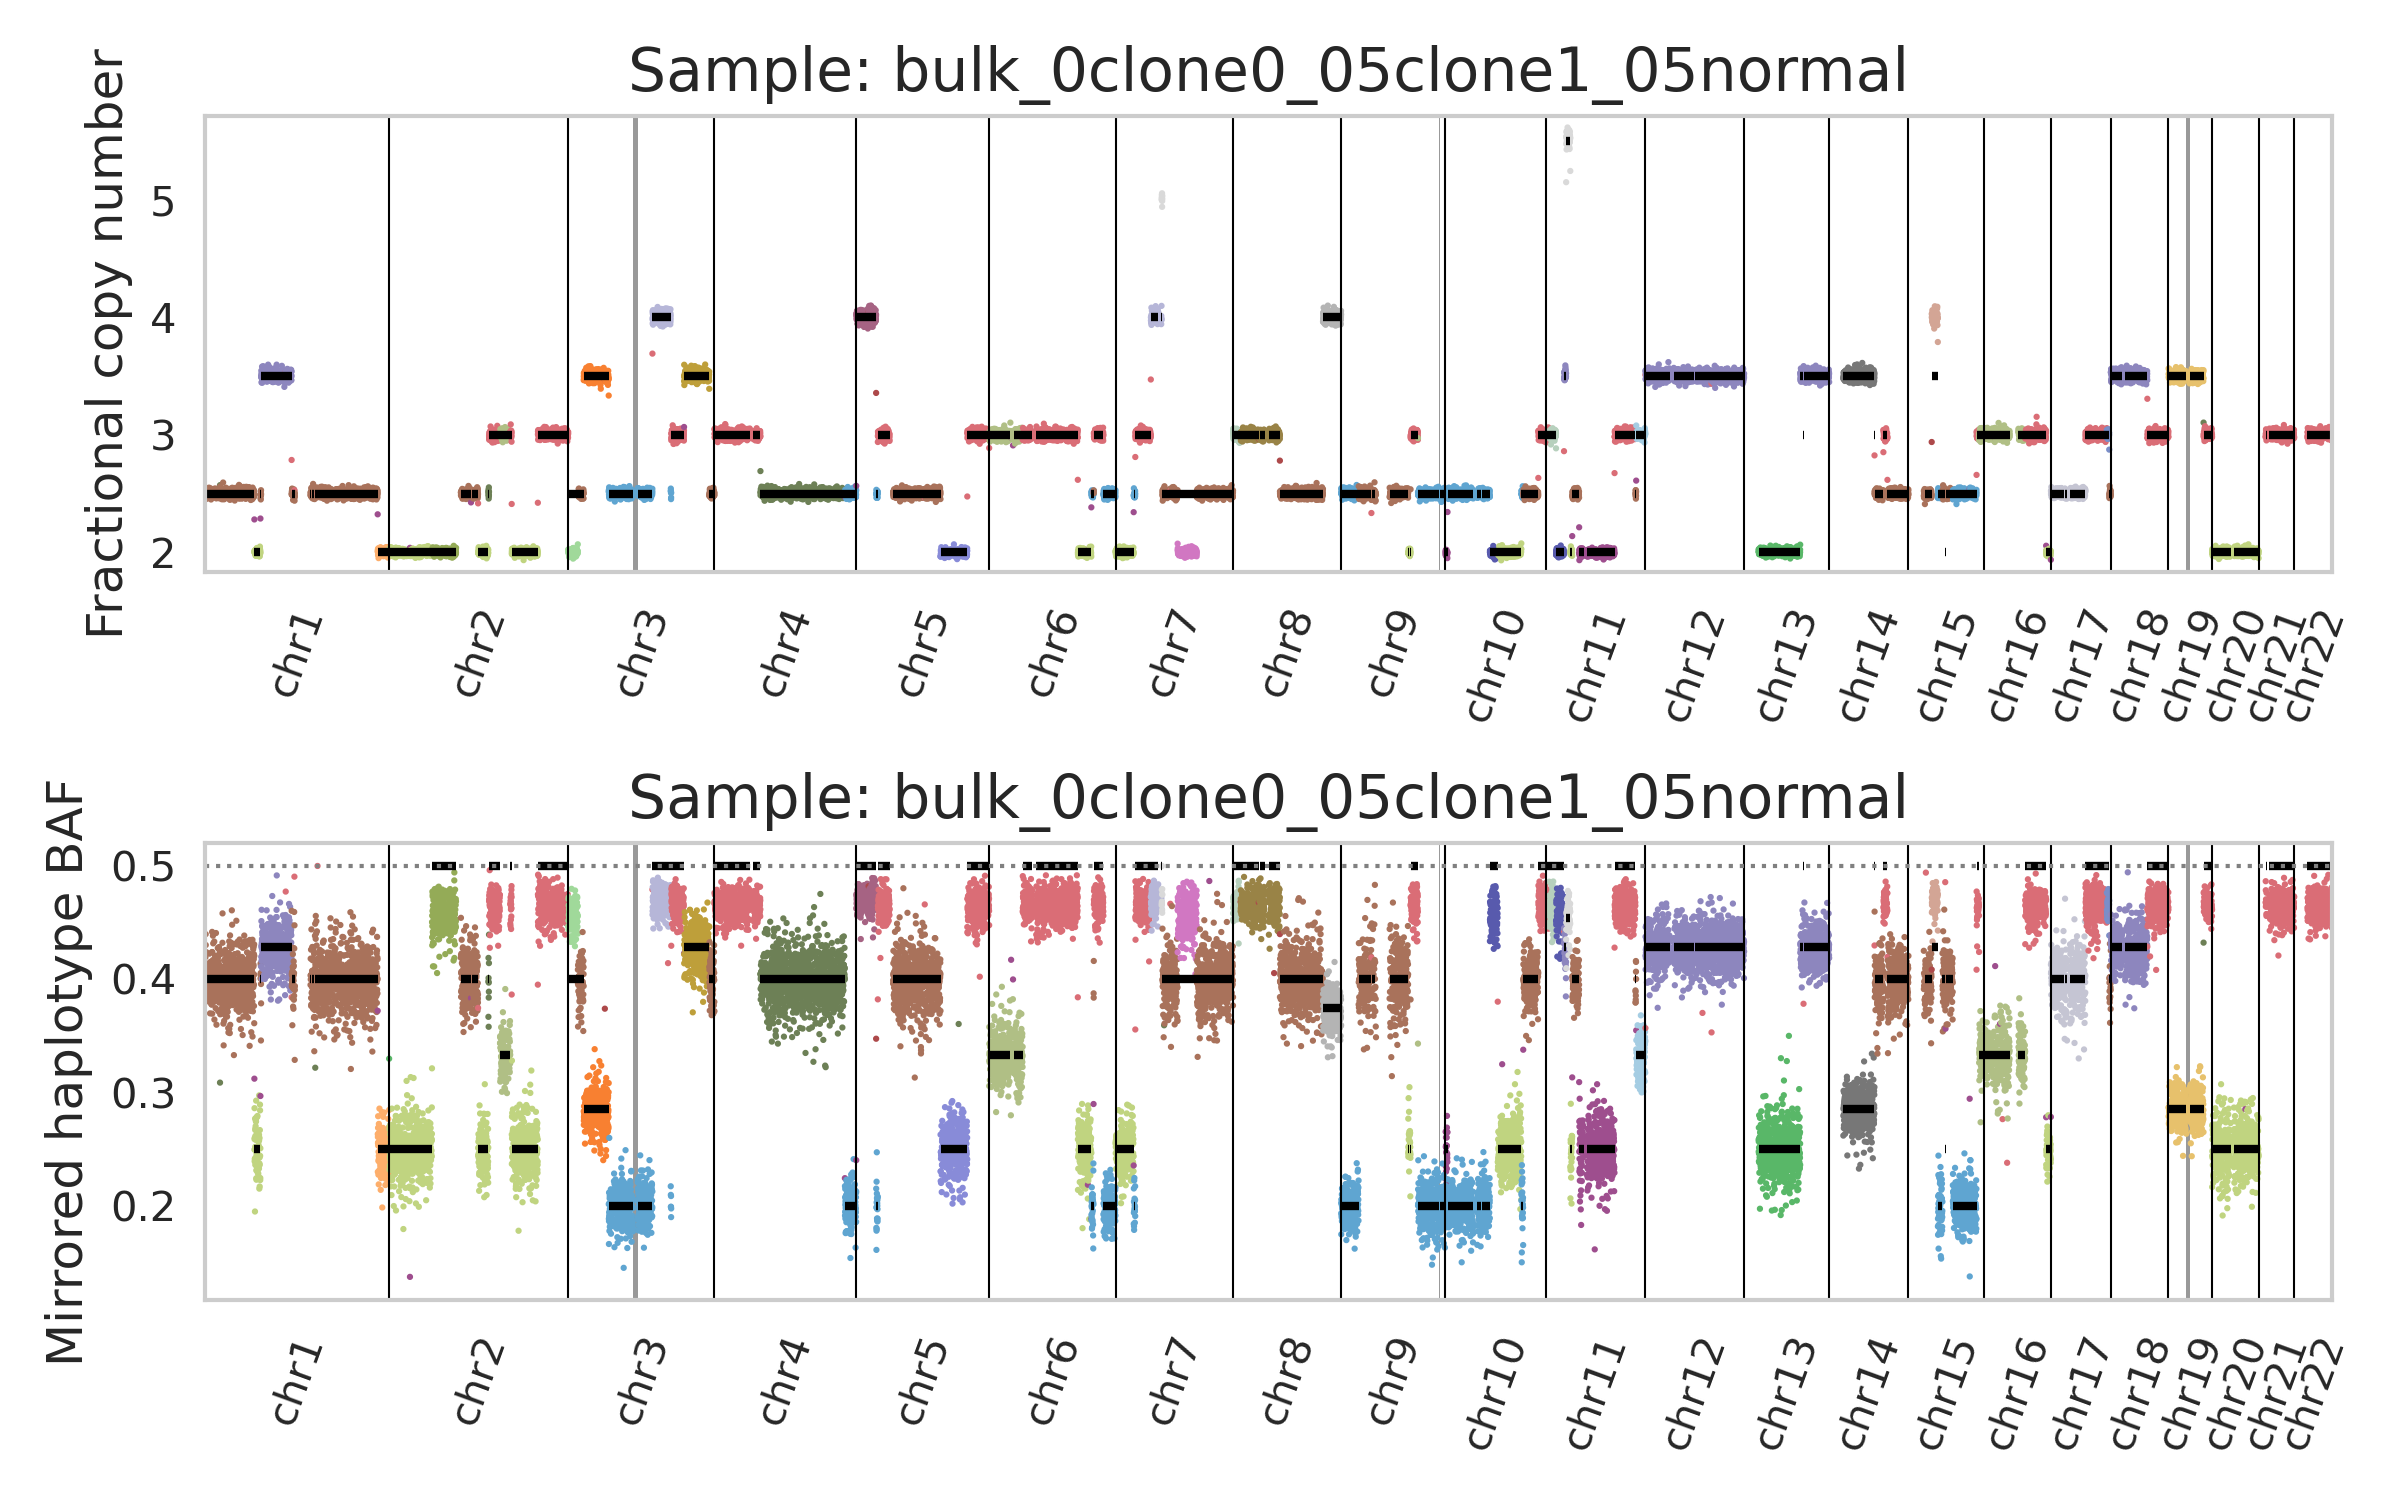 Sample: bulk_0clone0_05clone1_05normal
Fractional copy number
5
4
3
2
chr1
chr2
chr3
chr4
chr5
chr6
chr7
chr8
chr9
chr10
chr11
chr12
chr13
chr14
chr15
chr16
chr17
chr18
chr19
chr20
chr21
chr22
Sample: bulk_0clone0_05clone1_05normal
Mirrored haplotype BAF
0.5
0.4
0.3
0.2
chr1
chr2
chr3
chr4
chr5
chr6
chr7
chr8
chr9
chr10
chr11
chr12
chr13
chr14
chr15
chr16
chr17
chr18
chr19
chr20
chr21
chr22